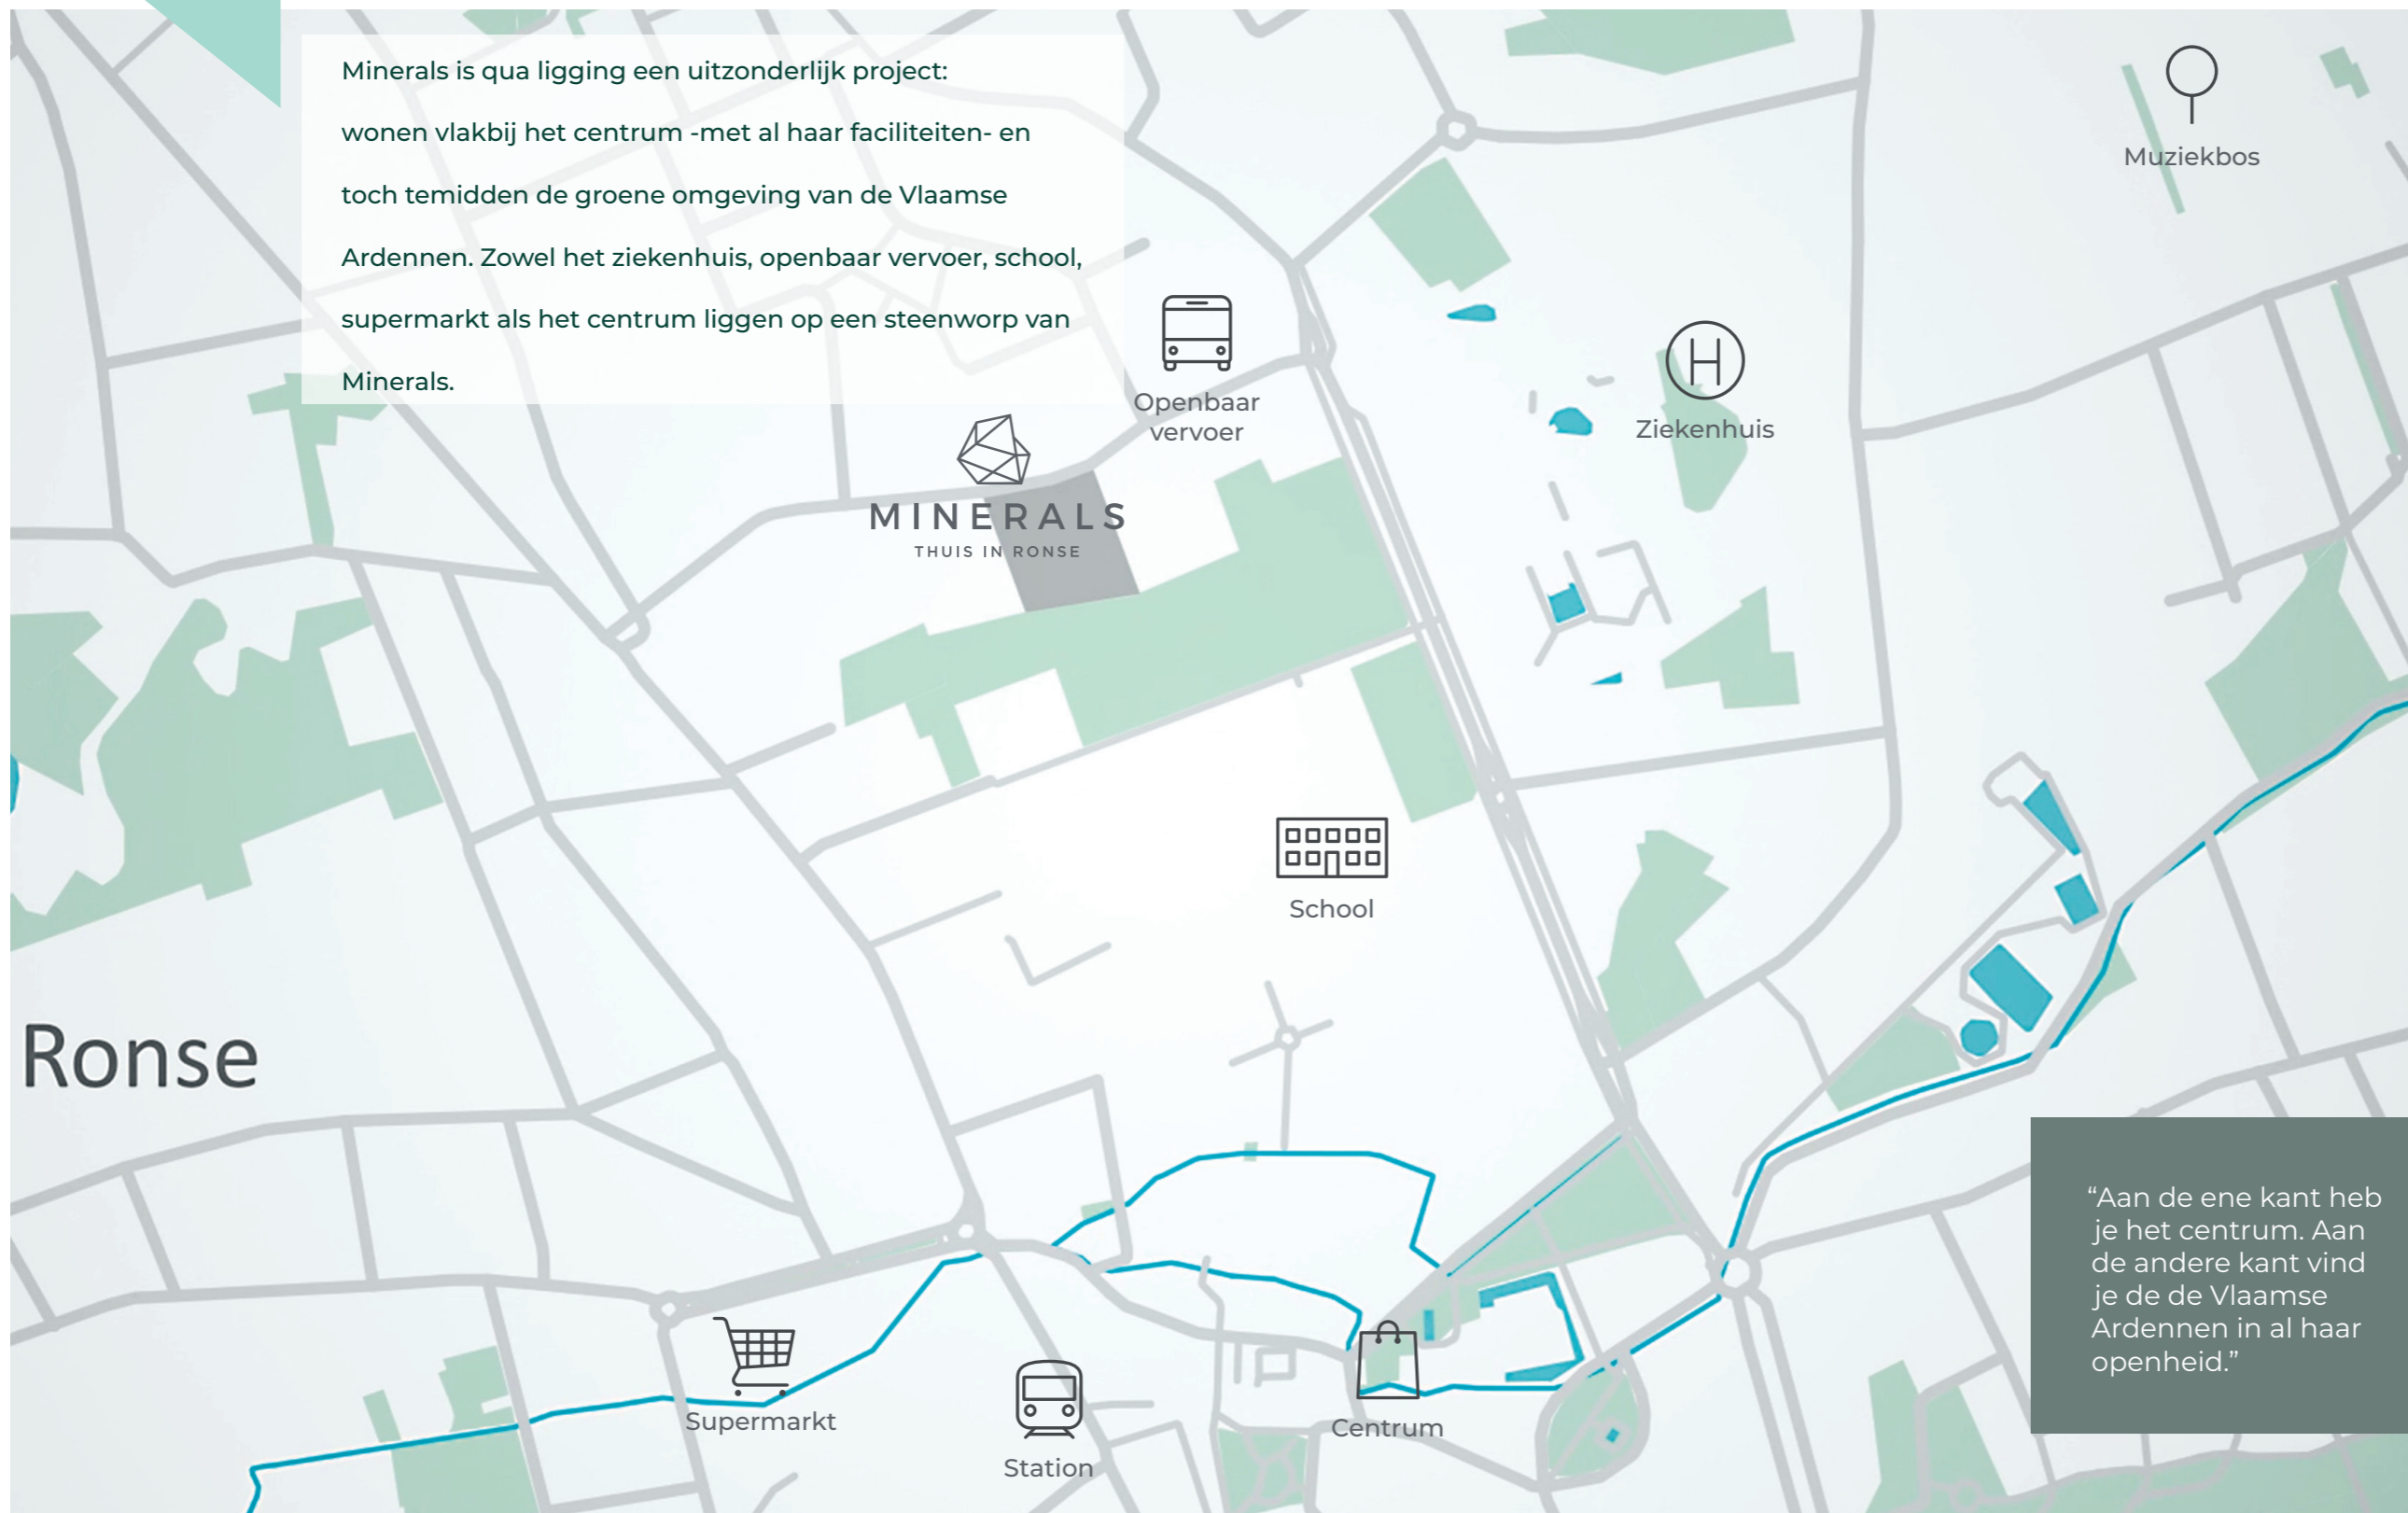 Minerals is qua ligging een uitzonderlijk project:
wonen vlakbij het centrum -met al haar faciliteiten- en
toch temidden de groene omgeving van de Vlaamse
Ardennen. Zowel het ziekenhuis, openbaar vervoer, school,
supermarkt als het centrum liggen op een steenworp van
Minerals.
Muziekbos
Openbaar
vervoer
H
Ziekenhuis
MINERALS
THUIS IN RONSE
School
Ronse
“Aan de ene kant heb
je het centrum. Aan
de andere kant vind
je de de Vlaamse
Ardennen in al haar
openheid.”
Supermarkt
Station
Centrum